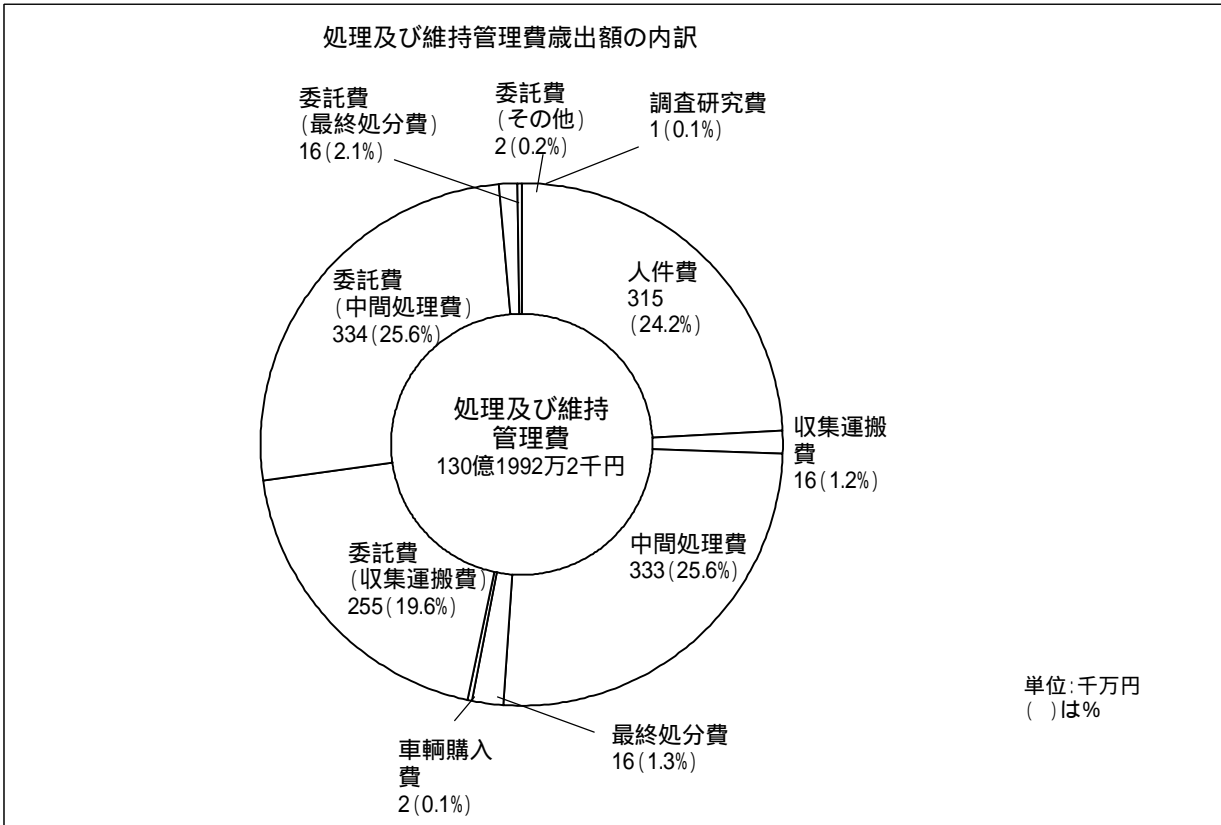 処理及び維持管理費歳出額の内訳
委託費
(最終処分費)
16(2.1%)
委託費
(その他)
2(0.2%)
調査研究費
1(0.1%)
人件費
315
(24.2%)
収集運搬
費
16(1.2%)
中間処理費
333(25.6%)
最終処分費
16(1.3%)
車輌購入
費
2(0.1%)
委託費
(収集運搬費)
255(19.6%)
委託費
(中間処理費)
334(25.6%)
処理及び維持
管理費
130億1992万2千円
単位:千万円
( )は%